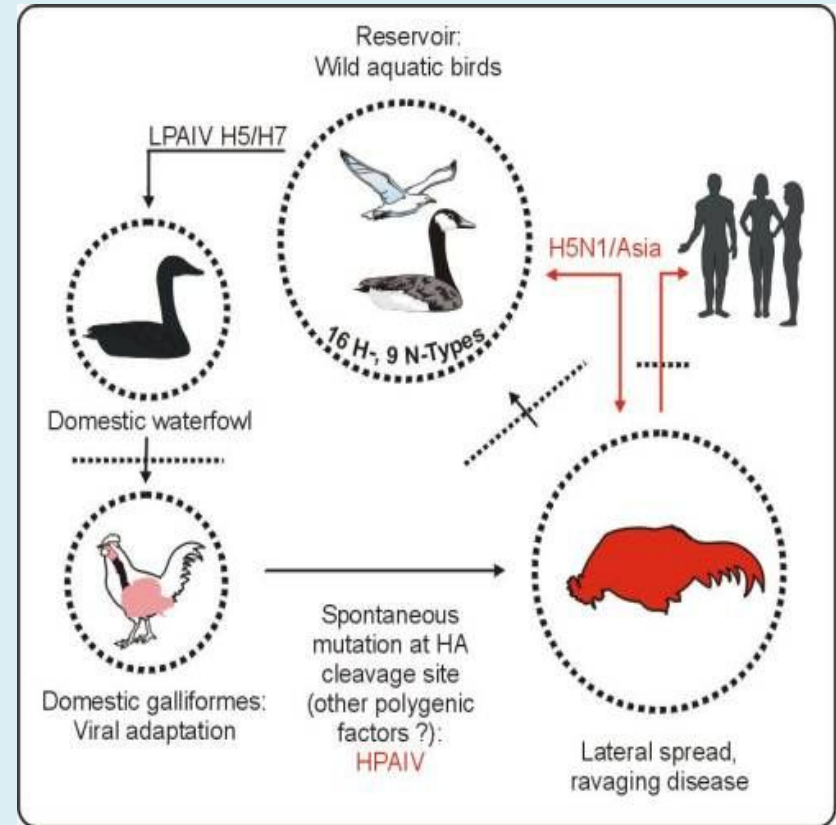 Reservoir:
Wild aquatic birds
LPAIV H5/H7
H5N1/Asia
16 H-, 9 N-Types
Domestic waterfowl
Domestic galliformes:
Viral adaptation
Spontaneous
mutation at HA
cleavage site
(other polygenic
factors ?):
HPAIV
Lateral spread,
ravaging disease